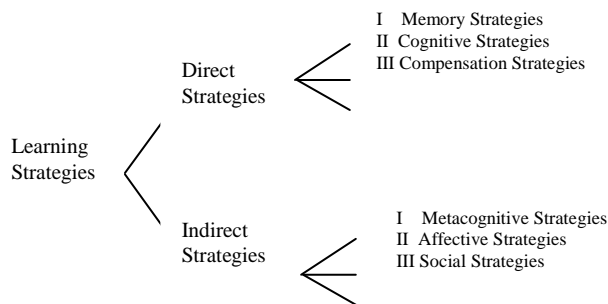 I Memory Strategies
II Cognitive Strategies
III Compensation Strategies
Direct
Strategies
Learning
Strategies
Indirect
Strategies
I Metacognitive Strategies
II Affective Strategies
III Social Strategies